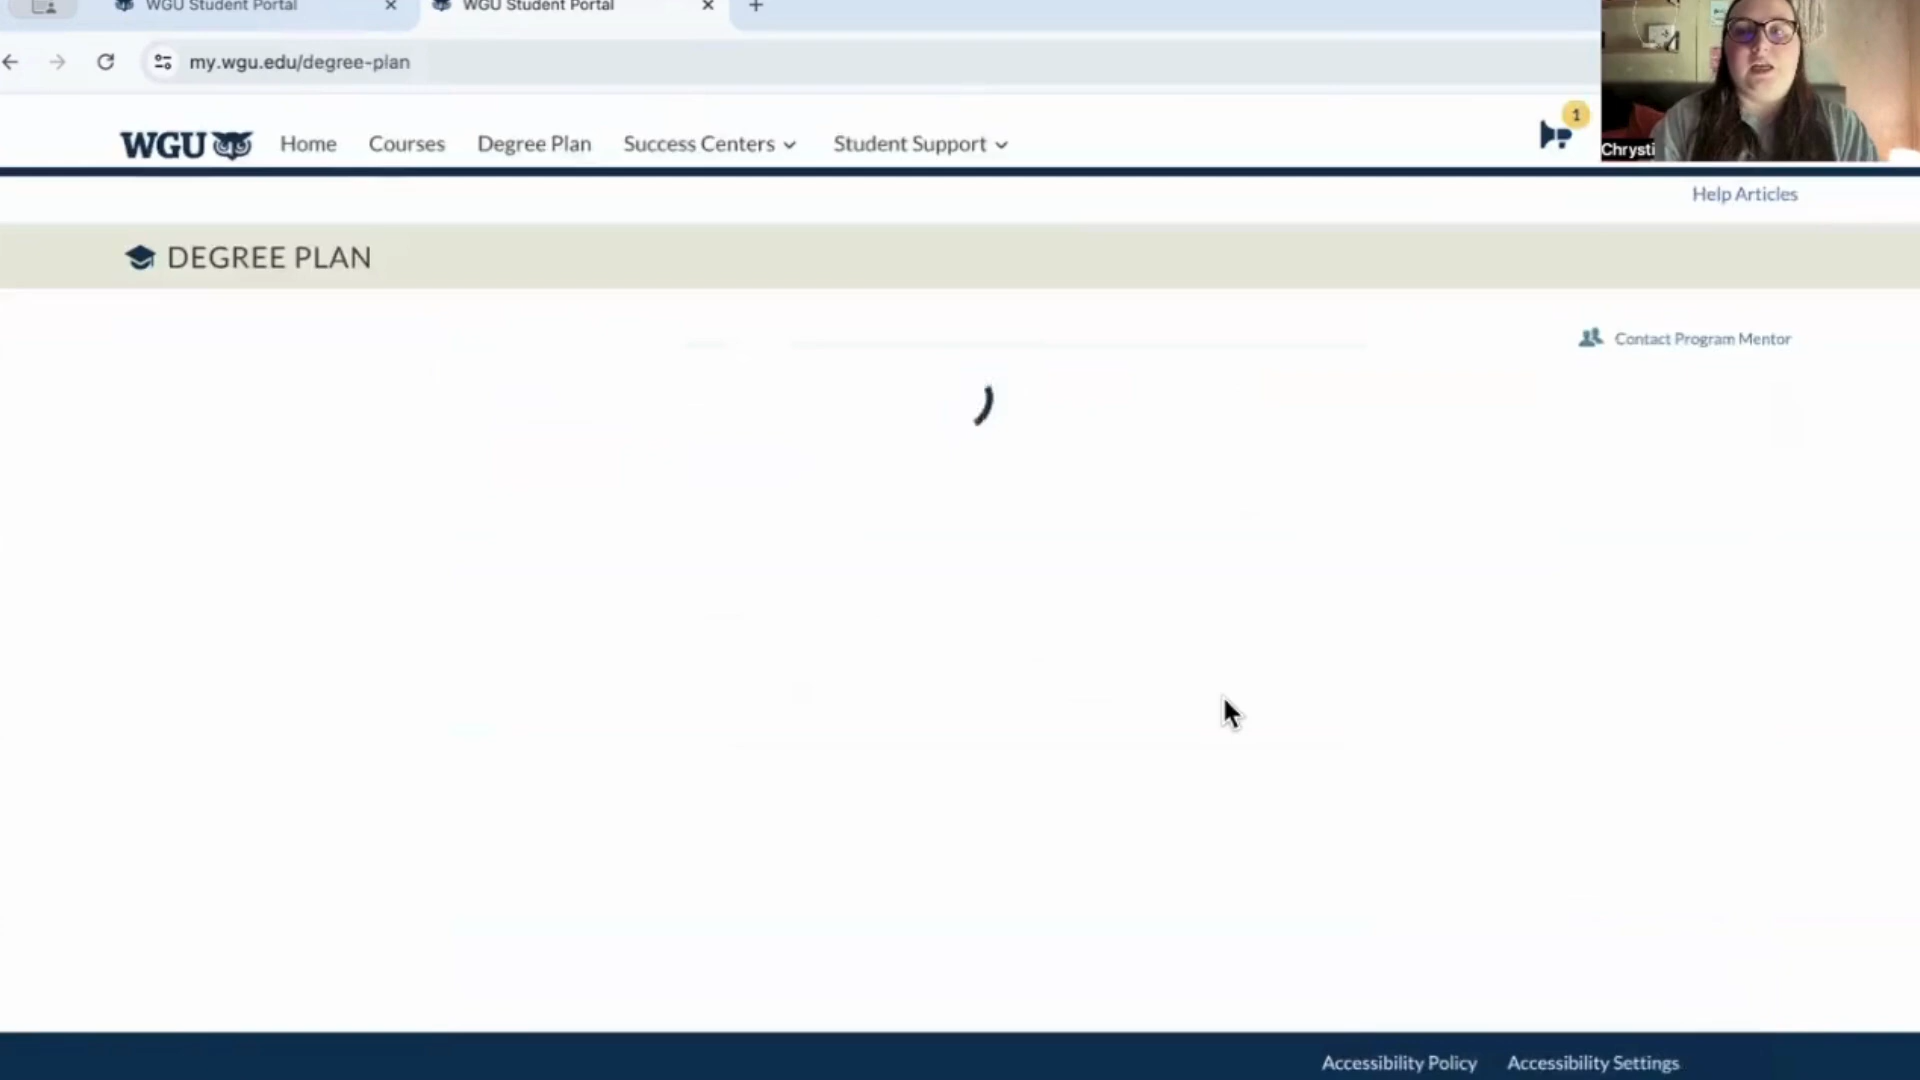 WGU Student Portal
WGU Student Portal
my.wgu.edu/degree-plan
WGU
Home
Courses
Degree Plan
Success Centers
Student Support
1
Chrysti
Help Articles
DEGREE PLAN
Contact Program Mentor
Accessibility Policy
Accessibility Settings